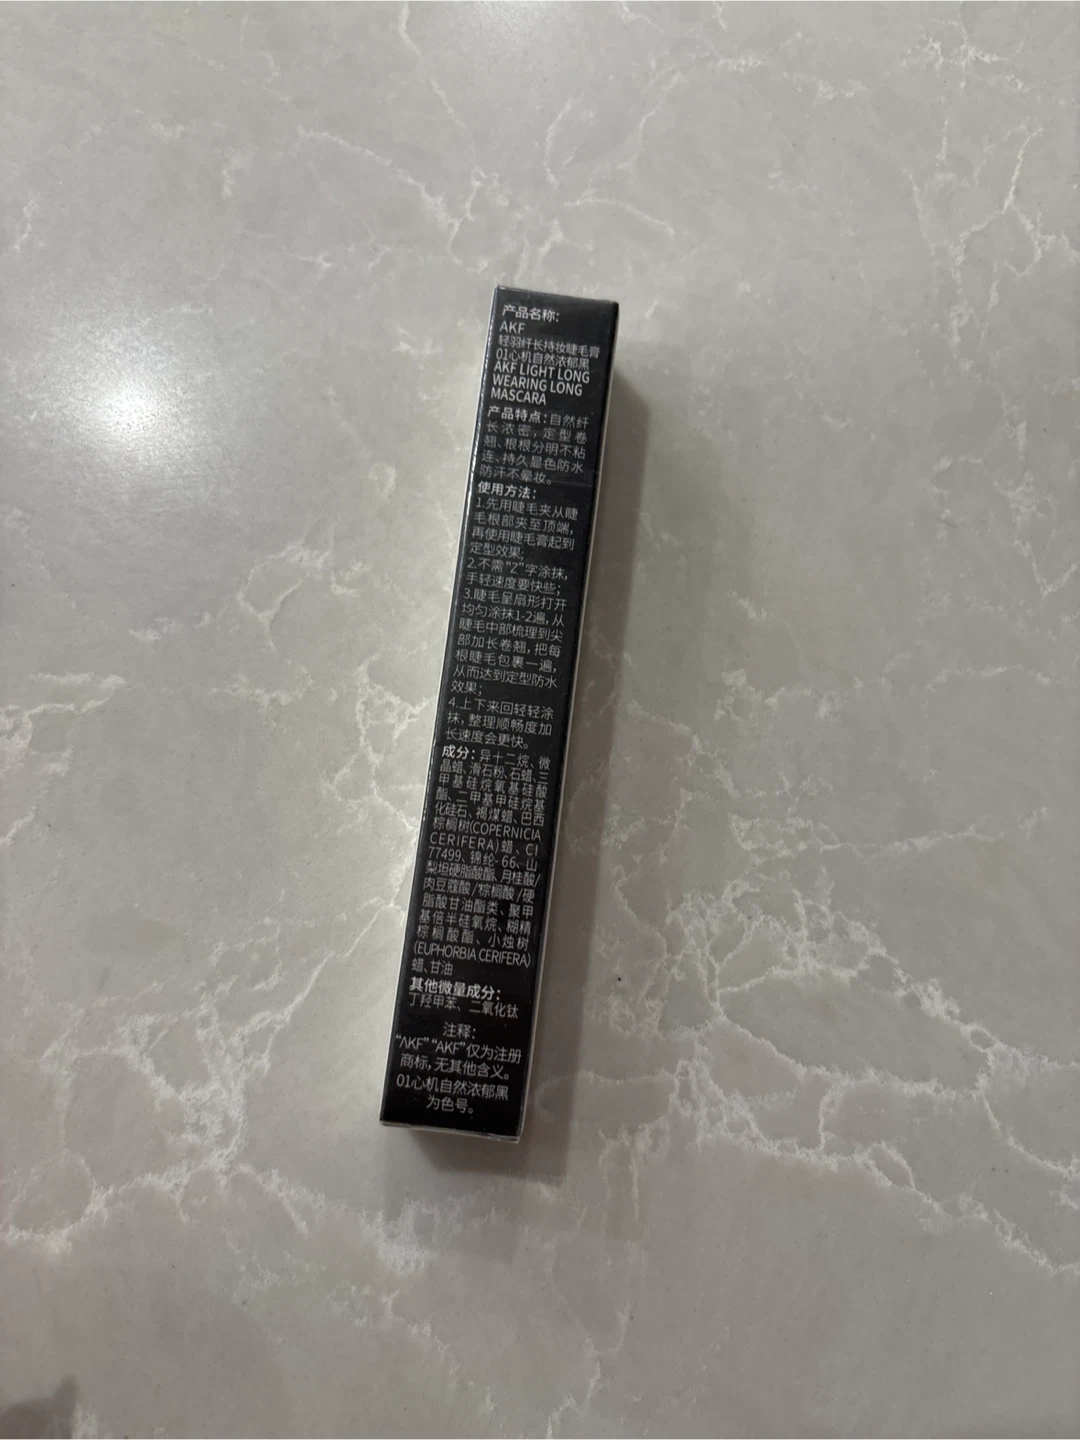 产品名称：
AKF
轻羽纤长持妆睫毛膏
01心机自然浓郁黑
AKF LIGHT LONG
WEARING LONG
MASCARA
产品特点：自然纤
长浓密，定型卷
翘、根根分明不粘
连、持久显色防水
防汗不晕妆。
使用方法：
1.先用睫毛夹从睫
毛根部夹至顶端，
再使用睫毛膏起到
定型效果；
2.不需“Z”字涂抹，
手轻速度要快些；
3.睫毛呈扇形打开
均匀涂抹1-2遍，从
睫毛中部梳理到尖
部加长卷翘，把每
根睫毛包裹一遍，
从而达到定型防水
效果；
4.上下来回轻轻涂
抹，整理顺畅度加
长速度会更快。
成分：异十二烷、微
晶蜡、滑石粉、石蜡、三
甲基硅烷氧基硅酸
酯、二甲基甲硅烷基
化硅石、褐煤蜡、巴西
棕榈树(COPERNICIA
CERIFERA)蜡、CI
77499、锦纶-66、山
梨坦硬脂酸酯、月桂酸/
肉豆蔻酸/棕榈酸/硬
脂酸甘油酯类、聚甲
基倍半硅氧烷、糊精
棕榈酸酯、小烛树
(EUPHORBIA CERIFERA)
蜡、甘油
其他微量成分：
丁羟甲苯、二氧化钛
注释：
“ΛKF”“AKF”仅为注册
商标，无其他含义。
01心机自然浓郁黑
为色号。